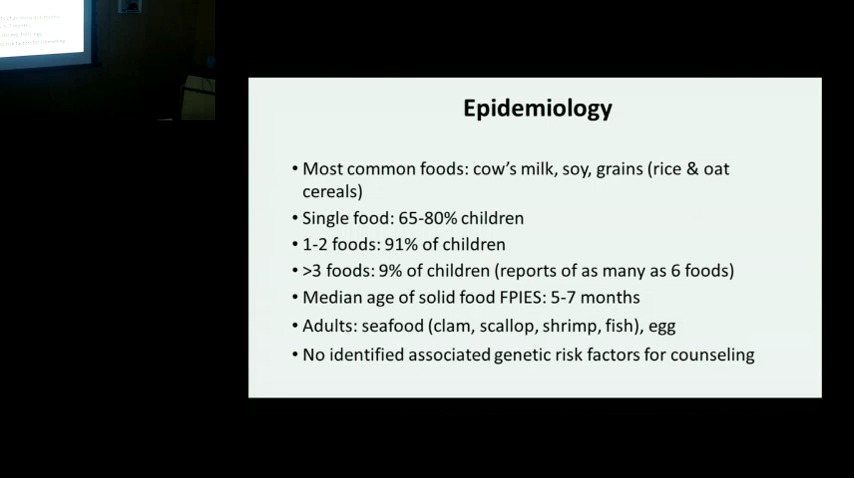 Epidemiology
• Most common foods: cow's milk, soy, grains (rice & oat
cereals)
• Single food: 65-80% children
• 1-2 foods: 91% of children
• >3 foods: 9% of children (reports of as many as 6 foods)
• Median age of solid food FPIES: 5-7 months
• Adults: seafood (clam, scallop, shrimp, fish), egg
• No identified associated genetic risk factors for counseling